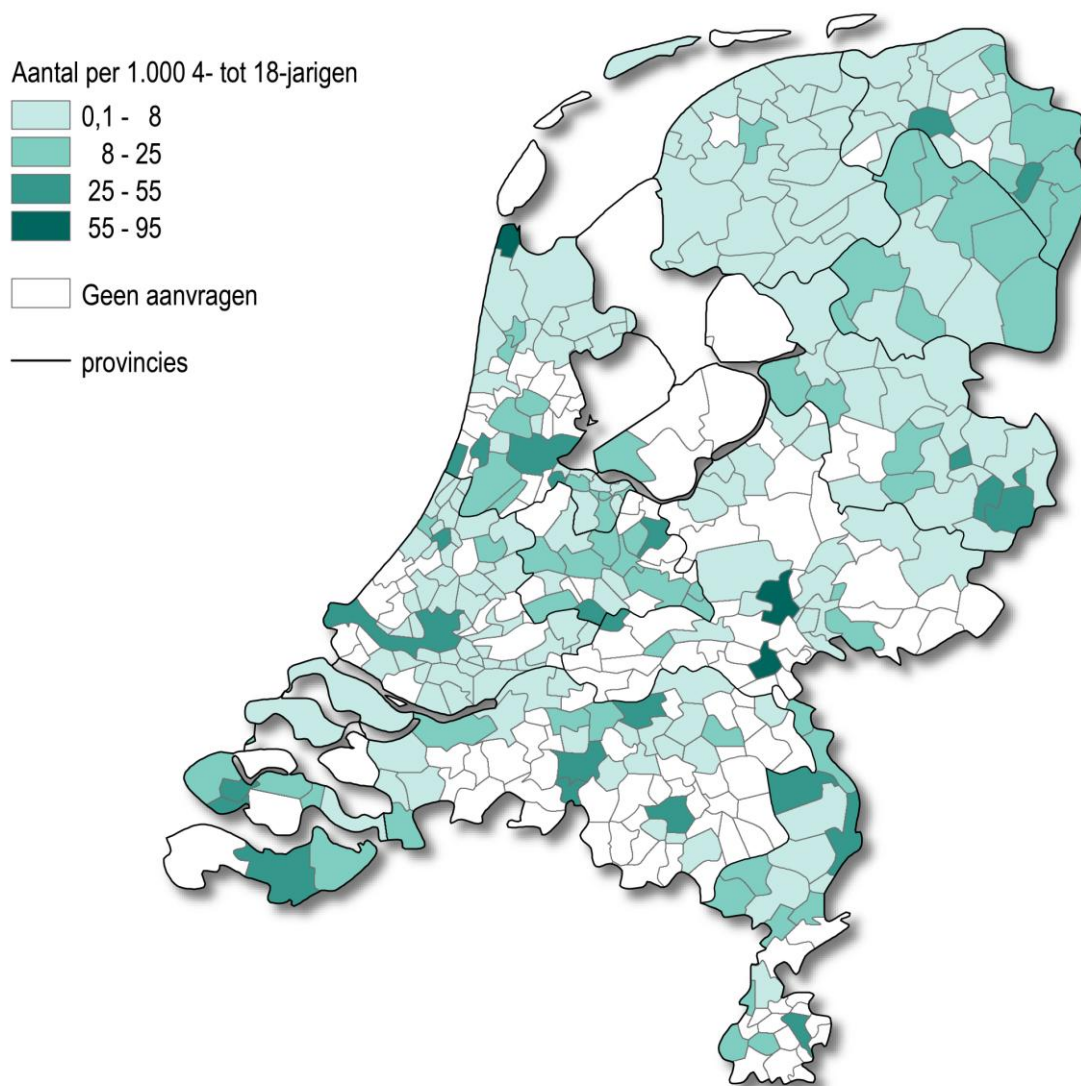 Aantal per 1.000 4- tot 18-jarigen
0,1 - 8
8 - 25
25 - 55
55 - 95
Geen aanvragen
provincies